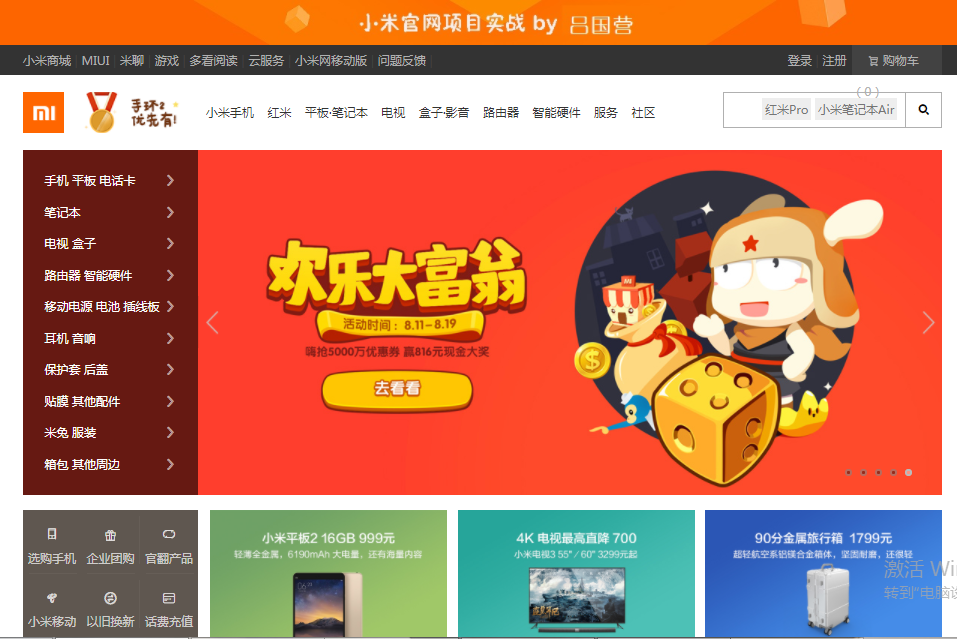 小米官网项目实战 by 吕国营
小米商城 MIUI 米聊 游戏 多看阅读 云服务 小米网移动版 问题反馈 登录 注册 购物车
( 0 )
mi 手环2 优先有! 小米手机 红米 平板·笔记本 电视 盒子·影音 路由器 智能硬件 服务 社区 红米Pro 小米笔记本Air
手机 平板 电话卡
笔记本
电视 盒子
路由器 智能硬件
移动电源 电池 插线板
耳机 音响
保护套 后盖
贴膜 其他配件
米兔 服装
箱包 其他周边
欢乐大富翁
活动时间：8.11–8.19
嗨抢5000万优惠券 赢816元现金大奖
去看看
选购手机 企业团购 官翻产品
小米移动 以旧换新 话费充值
小米平板2 16GB 999元
轻薄全金属，6190mAh 大电量，还有海量内容
4K 电视最高直降 700
小米电视3 55" / 60" 3299元起
90分金属旅行箱 1799元
超轻航空系铝镁合金箱体，坚固耐磨，还很轻
激活 Wi
转到"电脑设